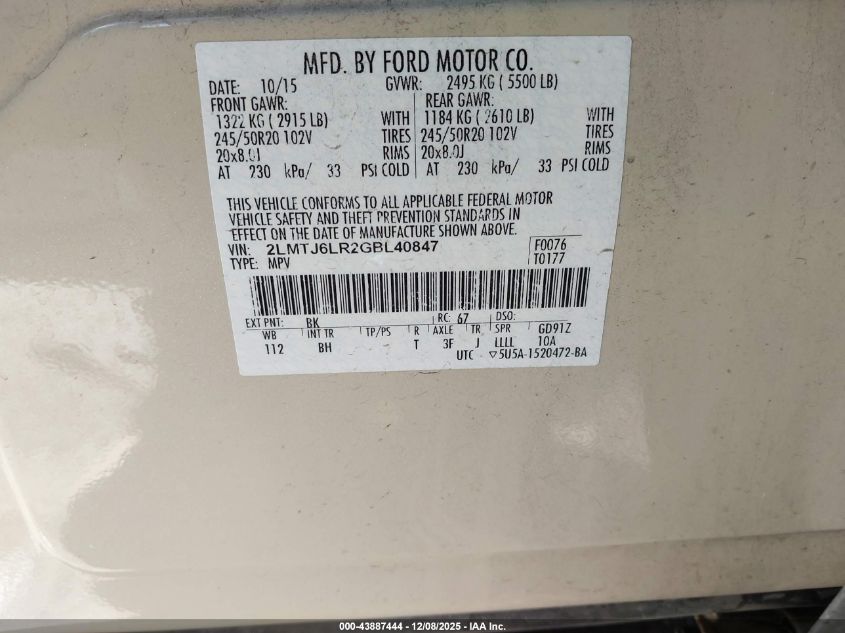 MFD. BY FORD MOTOR CO.
DATE: 10/15 GVWR: 2495 KG ( 5500 LB)
FRONT GAWR: REAR GAWR:
1322 KG ( 2915 LB) WITH 1184 KG ( 2610 LB) WITH
245/50R20 102V TIRES 245/50R20 102V TIRES
20x8.0J RIMS 20x8.0J RIMS
AT 230 kPa/ 33 PSI COLD AT 230 kPa/ 33 PSI COLD
THIS VEHICLE CONFORMS TO ALL APPLICABLE FEDERAL MOTOR
VEHICLE SAFETY AND THEFT PREVENTION STANDARDS IN
EFFECT ON THE DATE OF MANUFACTURE SHOWN ABOVE.
VIN: 2LMTJ6LR2GBL40847 F0076
TYPE: MPV T0177
EXT PNT: BK RC: 67 DSO:
WB INT TR TP/PS R AXLE TR SPR GD91Z
112 BH T 3F J LLLL 10A
UTC ▽5U5A-1520472-BA
000-43887444 - 12/08/2025 - IAA Inc.